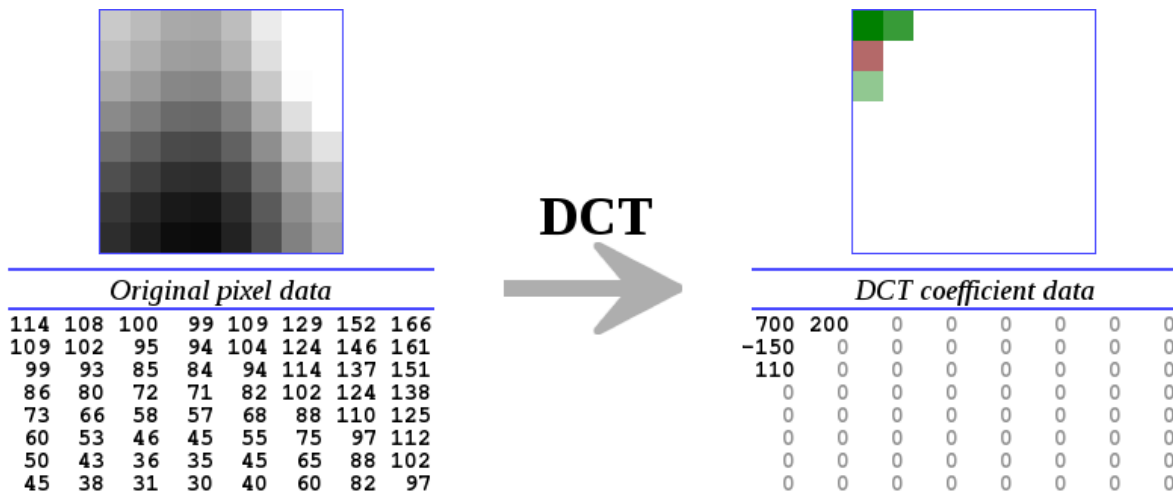 DCT
Original pixel data
114 108 100 99 109 129 152 166
109 102 95 94 104 124 146 161
99 93 85 84 94 114 137 151
86 80 72 71 82 102 124 138
73 66 58 57 68 88 110 125
60 53 46 45 55 75 97 112
50 43 36 35 45 65 88 102
45 38 31 30 40 60 82 97
DCT coefficient data
700 200 0 0 0 0 0 0
-150 0 0 0 0 0 0 0
110 0 0 0 0 0 0 0
0 0 0 0 0 0 0 0
0 0 0 0 0 0 0 0
0 0 0 0 0 0 0 0
0 0 0 0 0 0 0 0
0 0 0 0 0 0 0 0